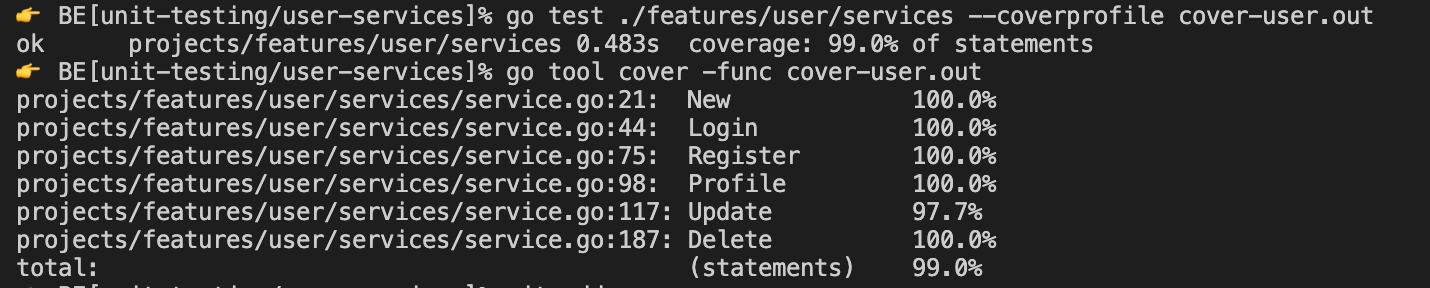 👉 BE[unit-testing/user-services]% go test ./features/user/services --coverprofile cover-user.out
ok projects/features/user/services 0.483s coverage: 99.0% of statements
👉 BE[unit-testing/user-services]% go tool cover -func cover-user.out
projects/features/user/services/service.go:21: New 100.0%
projects/features/user/services/service.go:44: Login 100.0%
projects/features/user/services/service.go:75: Register 100.0%
projects/features/user/services/service.go:98: Profile 100.0%
projects/features/user/services/service.go:117: Update 97.7%
projects/features/user/services/service.go:187: Delete 100.0%
total: (statements) 99.0%
BE[unit-testing/user-services]%